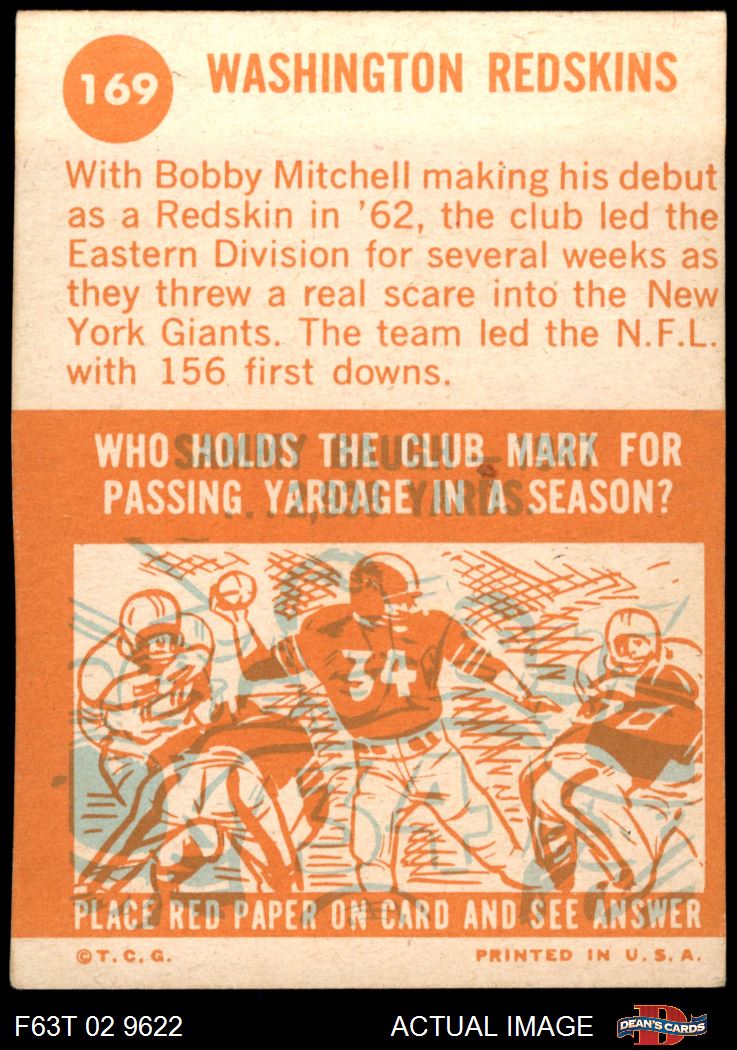 169
WASHINGTON REDSKINS
With Bobby Mitchell making his debut
as a Redskin in '62, the club led the
Eastern Division for several weeks as
they threw a real scare into the New
York Giants. The team led the N.F.L.
with 156 first downs.
WHO HOLDS THE CLUB MARK FOR
PASSING YARDAGE IN A SEASON?
YARDS.
34
PLACE RED PAPER ON CARD AND SEE ANSWER
©T.C.G.
PRINTED IN U.S.A.
F63T 02 9622
ACTUAL IMAGE
D
DEAN'S CARDS